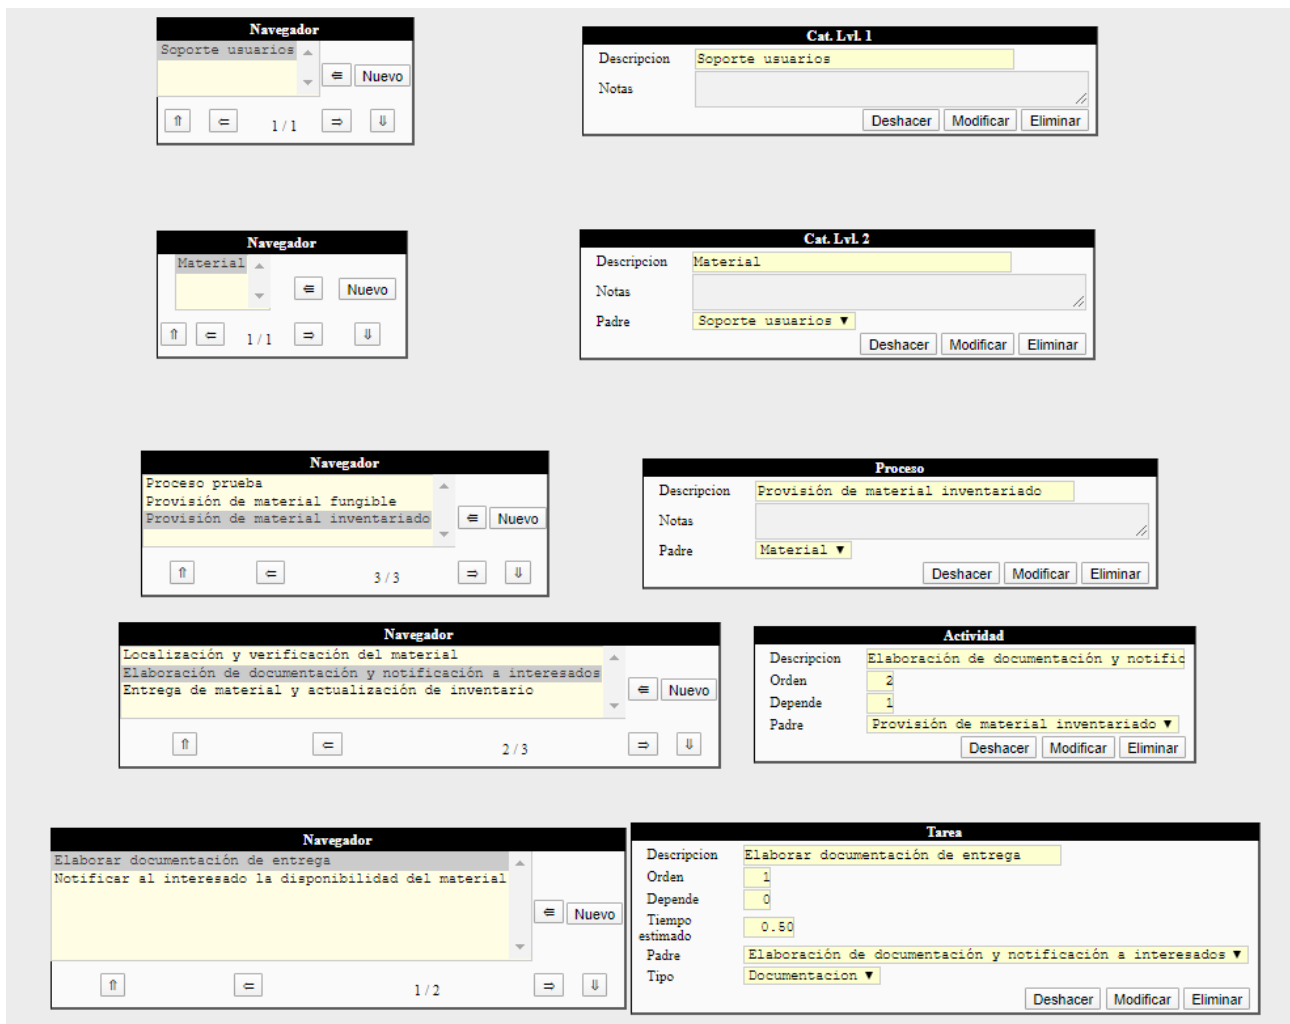 Navegador
Soporte usuarios
⇚ Nuevo
⇑ ⇐ 1 / 1 ⇒ ⇓
Cat. Lvl. 1
Descripcion Soporte usuarios
Notas
Deshacer Modificar Eliminar
Navegador
Material
⇚ Nuevo
⇑ ⇐ 1 / 1 ⇒ ⇓
Cat. Lvl. 2
Descripcion Material
Notas
Padre Soporte usuarios ▼
Deshacer Modificar Eliminar
Navegador
Proceso prueba
Provisión de material fungible
Provisión de material inventariado
⇚ Nuevo
⇑ ⇐ 3 / 3 ⇒ ⇓
Proceso
Descripcion Provisión de material inventariado
Notas
Padre Material ▼
Deshacer Modificar Eliminar
Navegador
Localización y verificación del material
Elaboración de documentación y notificación a interesados
Entrega de material y actualización de inventario
⇚ Nuevo
⇑ ⇐ 2 / 3 ⇒ ⇓
Actividad
Descripcion Elaboración de documentación y notific
Orden 2
Depende 1
Padre Provisión de material inventariado ▼
Deshacer Modificar Eliminar
Navegador
Elaborar documentación de entrega
Notificar al interesado la disponibilidad del material
⇚ Nuevo
⇑ ⇐ 1 / 2 ⇒ ⇓
Tarea
Descripcion Elaborar documentación de entrega
Orden 1
Depende 0
Tiempo
estimado 0.50
Padre Elaboración de documentación y notificación a interesados ▼
Tipo Documentacion ▼
Deshacer Modificar Eliminar